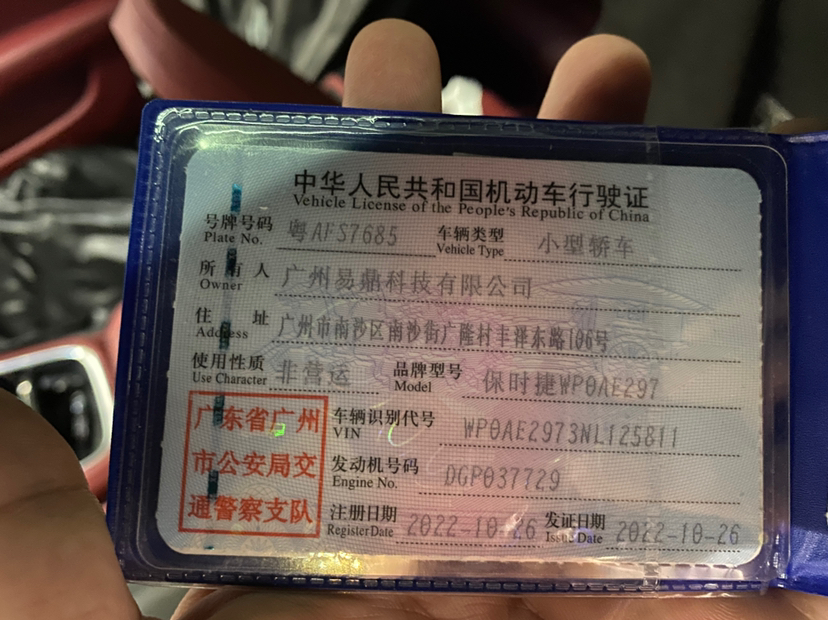 中华人民共和国机动车行驶证
Vehicle License of the People's Republic of China
号牌号码 粤AFS7685 车辆类型 小型轿车
Plate No. Vehicle Type
所有人 广州易鼎科技有限公司
Owner
住址 广州市南沙区南沙街广隆村丰泽东路106号
Address
使用性质 非营运 品牌型号 保时捷WP0AE297
Use Character Model
广东省广州 车辆识别代号 WP0AE2973NL125811
VIN
市公安局交 发动机号码 DGP037729
Engine No.
通警察支队 注册日期 2022-10-26 发证日期 2022-10-26
Register Date Issue Date